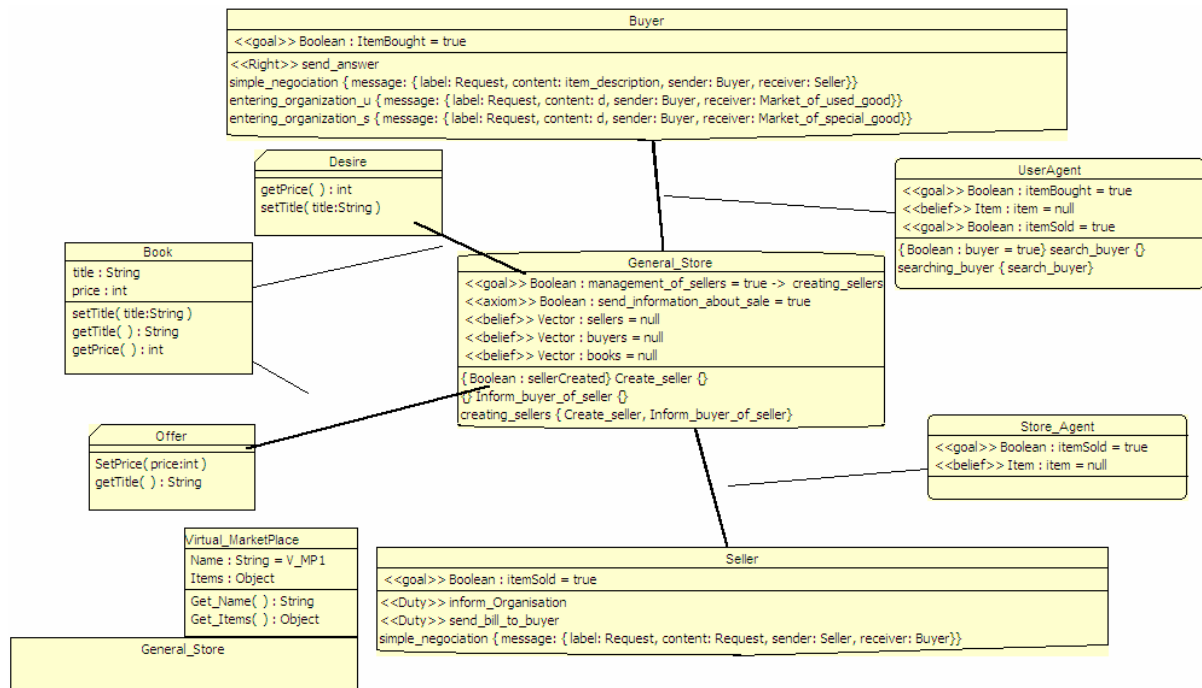 Buyer
<<goal>> Boolean : ItemBought = true
<<Right>> send_answer
simple_negociation { message: { label: Request, content: item_description, sender: Buyer, receiver: Seller}}
entering_organization_u { message: { label: Request, content: d, sender: Buyer, receiver: Market_of_used_good}}
entering_organization_s { message: { label: Request, content: d, sender: Buyer, receiver: Market_of_special_good}}
Desire
getPrice( ) : int
setTitle( title:String )
UserAgent
<<goal>> Boolean : itemBought = true
<<belief>> Item : item = null
<<goal>> Boolean : itemSold = true
{ Boolean : buyer = true} search_buyer {}
searching_buyer { search_buyer}
Book
title : String
price : int
setTitle( title:String )
getTitle( ) : String
getPrice( ) : int
General_Store
<<goal>> Boolean : management_of_sellers = true -> creating_sellers
<<axiom>> Boolean : send_information_about_sale = true
<<belief>> Vector : sellers = null
<<belief>> Vector : buyers = null
<<belief>> Vector : books = null
{ Boolean : sellerCreated} Create_seller {}
{} Inform_buyer_of_seller {}
creating_sellers { Create_seller, Inform_buyer_of_seller}
Offer
SetPrice( price:int )
getTitle( ) : String
Store_Agent
<<goal>> Boolean : itemSold = true
<<belief>> Item : item = null
Virtual_MarketPlace
Name : String = V_MP1
Items : Object
Get_Name( ) : String
Get_Items( ) : Object
General_Store
Seller
<<goal>> Boolean : itemSold = true
<<Duty>> inform_Organisation
<<Duty>> send_bill_to_buyer
simple_negociation { message: { label: Request, content: Request, sender: Seller, receiver: Buyer}}